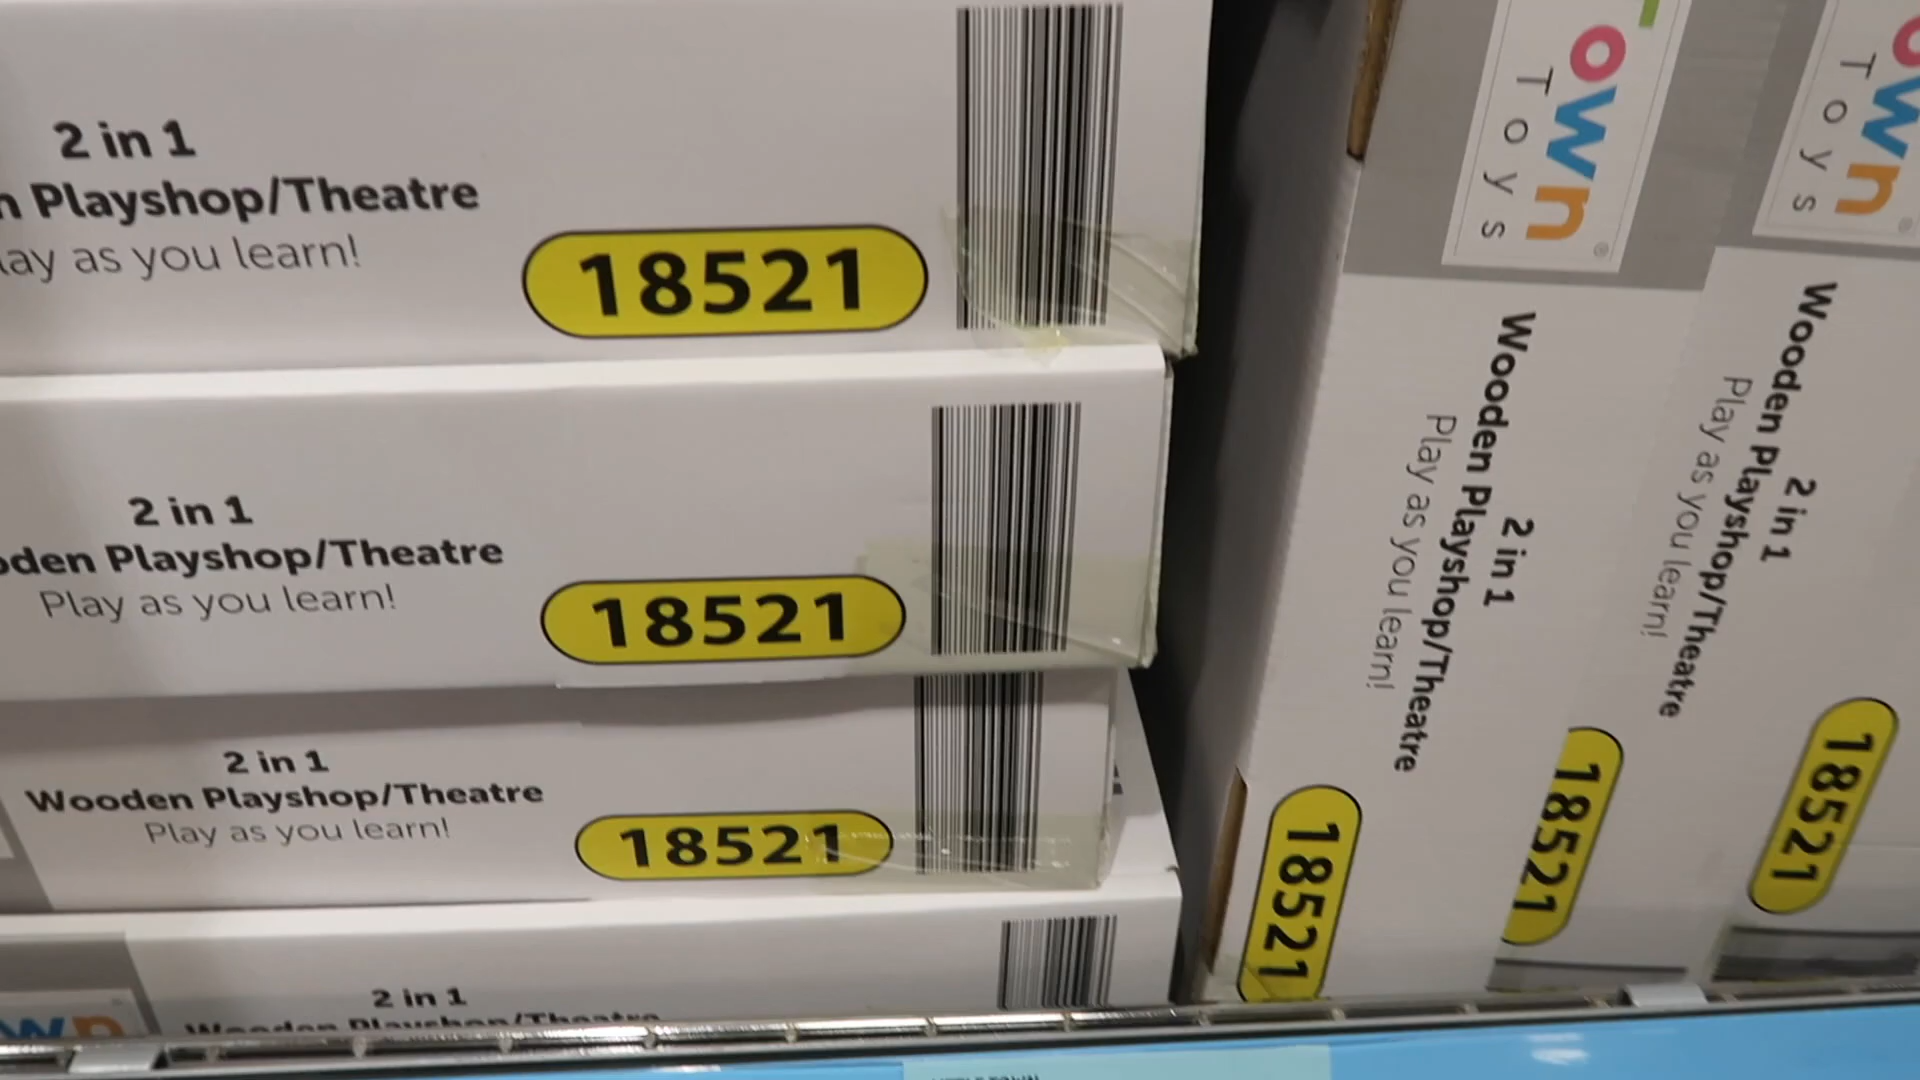 2 in 1
Playshop/Theatre
as you learn!
18521
2 in 1
Playshop/Theatre
Play as you learn!
18521
2 in 1
Wooden Playshop/Theatre
Play as you learn!
18521
2 in 1
Wooden Playshop/Theatre
own
Toys
2 in 1
Wooden Playshop/Theatre
Play as you learn!
18521
18521
own
Toys
2 in 1
Wooden Playshop/Theatre
Play as you learn!
18521